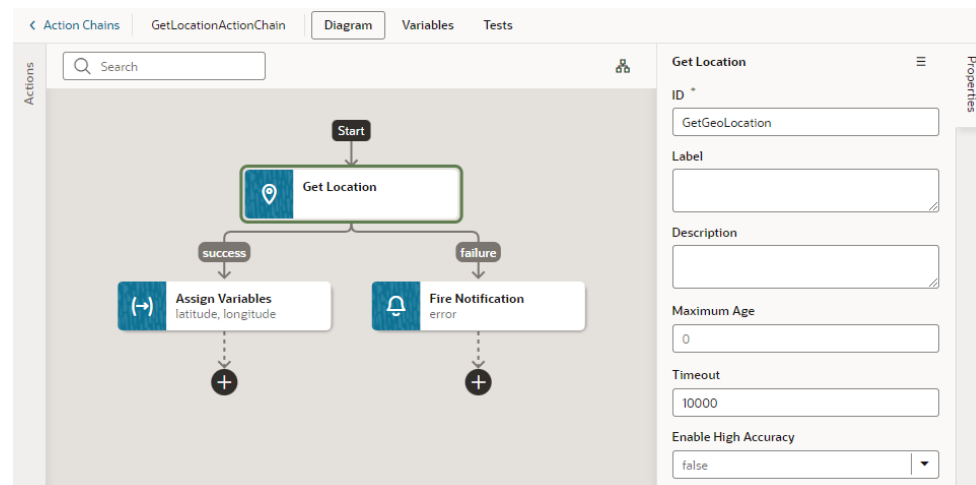 Action Chains
GetLocationActionChain
Diagram
Variables
Tests
Actions
Search
Start
Get Location
success
failure
Assign Variables
latitude, longitude
Fire Notification
error
Get Location
Properties
ID *
GetGeoLocation
Label
Description
Maximum Age
0
Timeout
10000
Enable High Accuracy
false